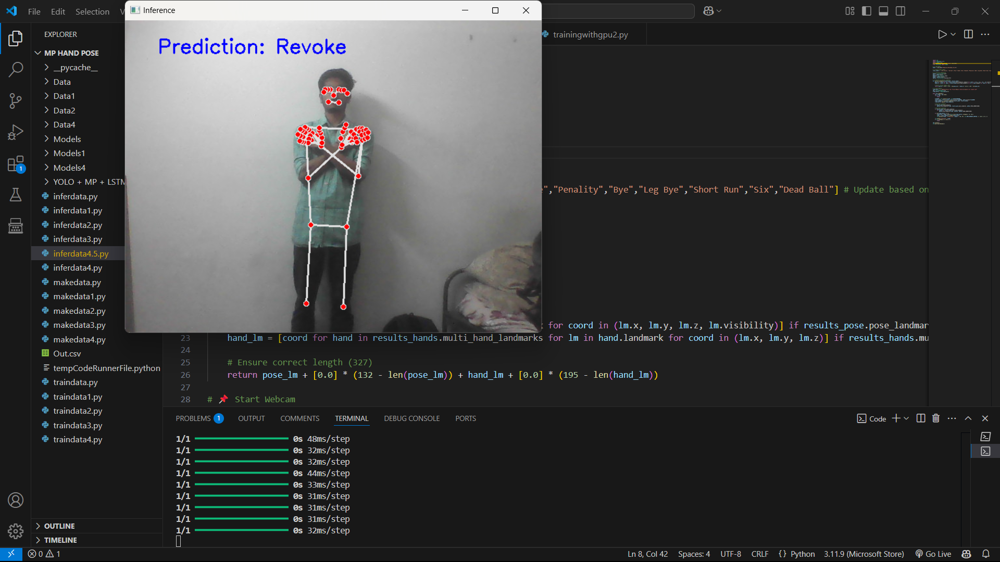 File Edit Selection V
Inference
EXPLORER
trainingwithgpu2.py
MP HAND POSE
__pycache__
Data
Data1
Data2
Data4
Models
Models1
Models4
YOLO + MP + LSTM
inferdata.py
inferdata1.py
inferdata2.py
inferdata3.py
inferdata4.5.py
inferdata4.py
makedata.py
makedata1.py
makedata2.py
makedata3.py
makedata4.py
Out.csv
tempCodeRunnerFile.python
traindata.py
traindata1.py
traindata2.py
traindata3.py
traindata4.py
OUTLINE
TIMELINE
Prediction: Revoke
e","Penality","Bye","Leg Bye","Short Run","Six","Dead Ball"] # Update based on
for coord in (lm.x, lm.y, lm.z, lm.visibility)] if results_pose.pose_landmar
23 hand_lm = [coord for hand in results_hands.multi_hand_landmarks for lm in hand.landmark for coord in (lm.x, lm.y, lm.z)] if results_hands.mu
24
25 # Ensure correct length (327)
26 return pose_lm + [0.0] * (132 - len(pose_lm)) + hand_lm + [0.0] * (195 - len(hand_lm))
27
28 # 📌 Start Webcam
PROBLEMS 1 OUTPUT COMMENTS TERMINAL DEBUG CONSOLE PORTS
Code
1/1 0s 48ms/step
1/1 0s 32ms/step
1/1 0s 32ms/step
1/1 0s 44ms/step
1/1 0s 33ms/step
1/1 0s 31ms/step
1/1 0s 31ms/step
1/1 0s 31ms/step
1/1 0s 32ms/step
1
0 1
Ln 8, Col 42 Spaces: 4 UTF-8 CRLF {} Python 3.11.9 (Microsoft Store) Go Live